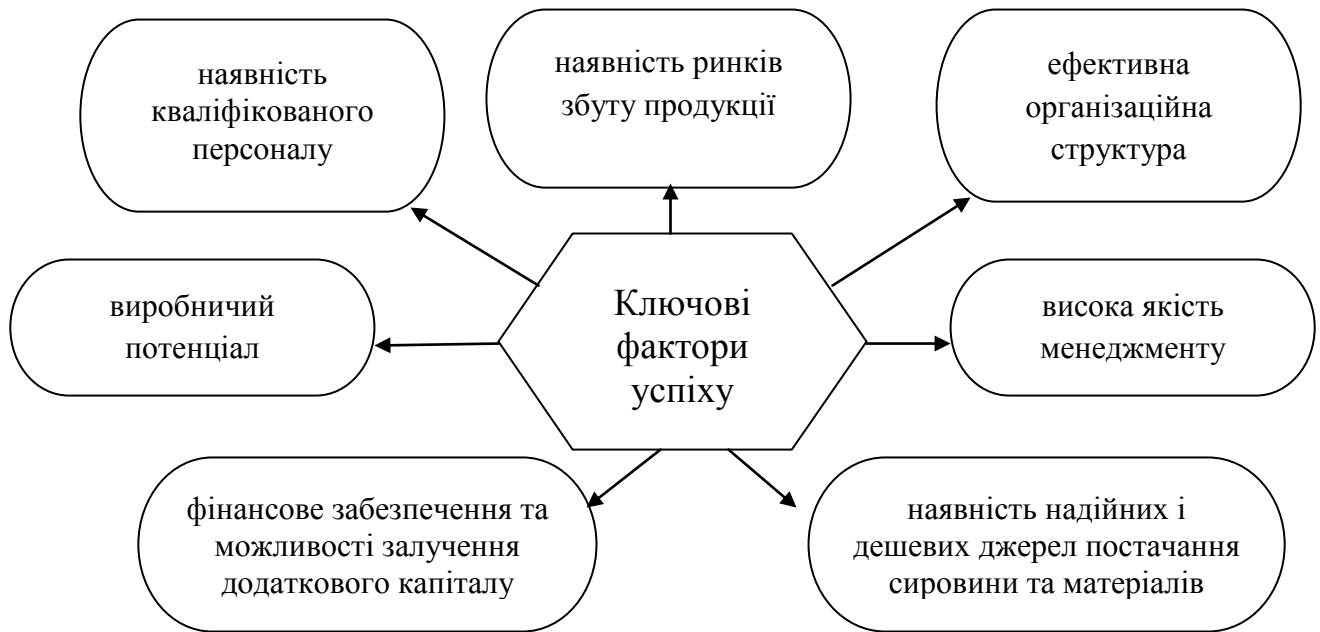 наявність
кваліфікованого
персоналу
наявність ринків
збуту продукції
ефективна
організаційна
структура
виробничий
потенціал
Ключові
фактори
успіху
висока якість
менеджменту
фінансове забезпечення та
можливості залучення
додаткового капіталу
наявність надійних і
дешевих джерел постачання
сировини та матеріалів